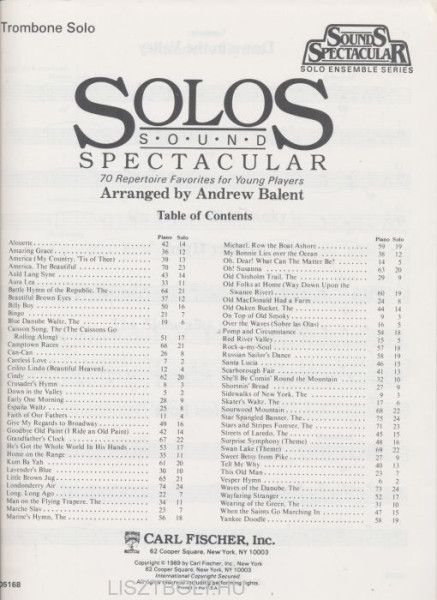 Trombone Solo
SOUNDS
SPECTACULAR
SOLO ENSEMBLE SERIES
SOLOS
S·O·U·N·D
SPECTACULAR
70 Repertoire Favorites for Young Players
Arranged by Andrew Balent
Table of Contents
Piano Solo
Alouette 42 14
Amazing Grace 36 12
America (My Country, 'Tis of Thee) 39 13
America, The Beautiful 70 23
Auld Lang Syne 43 14
Aura Lea 33 11
Battle Hymn of the Republic, The 64 21
Beautiful Brown Eyes 37 12
Billy Boy 50 16
Bingo 21 7
Blue Danube Waltz, The 19 6
Caisson Song, The (The Caissons Go
Rolling Along) 51 17
Camptown Races 66 21
Can-Can 26 8
Careless Love 7 2
Cielito Lindo (Beautiful Heaven) 12 4
Cindy 62 20
Crusader's Hymn 8 3
Down in the Valley 5 2
Early One Morning 28 9
España Waltz 25 8
Faith of Our Fathers 11 4
Give My Regards to Broadway 49 16
Goodbye Old Paint (I Ride an Old Paint) 42 14
Grandfather's Clock 67 22
He's Got the Whole World In His Hands 53 17
Home on the Range 35 11
Kum Ba Yah 61 20
Lavender's Blue 30 10
Little Brown Jug 65 21
Londonderry Air 74 24
Long, Long Ago 22 7
Man on the Flying Trapeze, The 34 11
Marche Slav 23 7
Marine's Hymn, The 56 18
Piano Solo
Michael, Row the Boat Ashore 59 19
My Bonnie Lies over the Ocean 38 12
Oh, Dear! What Can The Matter Be? 14 5
Oh! Susanna 63 20
Old Chisholm Trail, The 29 9
Old Folks at Home (Way Down Upon the
Swanee River) 60 19
Old MacDonald Had a Farm 24 8
Old Oaken Bucket, The 44 14
On Top of Old Smoky 9 3
Over the Waves (Sobre las Olas) 16 5
Pomp and Circumstance 54 18
Red River Valley 15 5
Rock-a-my-Soul 57 18
Russian Sailor's Dance 58 19
Santa Lucia 46 15
Scarborough Fair 41 13
She'll Be Comin' Round the Mountain 32 10
Shortnin' Bread 27 9
Sidewalks of New York, The 9 3
Skater's Waltz, The 17 6
Sourwood Mountain 68 22
Star Spangled Banner, The 75 24
Stars and Stripes Forever 71 23
Streets of Laredo, The 45 15
Surprise Symphony (Theme) 48 16
Swan Lake (Theme) 69 22
Sweet Betsy from Pike 27 9
Tell Me Why 40 13
This Old Man 23 7
Vesper Hymn 6 2
Waves of the Danube, The 73 24
Wayfaring Stranger 52 17
Wearing of the Green, The 31 10
When the Saints Go Marching In 47 15
Yankee Doodle 58 19
CARL FISCHER, Inc.
62 Cooper Square, New York, NY 10003
Copyright © 1989 by Carl Fischer, Inc., New York
62 Cooper Square, New York, NY 10003
International Copyright Secured.
All rights reserved including performing rights.
Printed in the U.S.A.
LISZTBOLT.HU